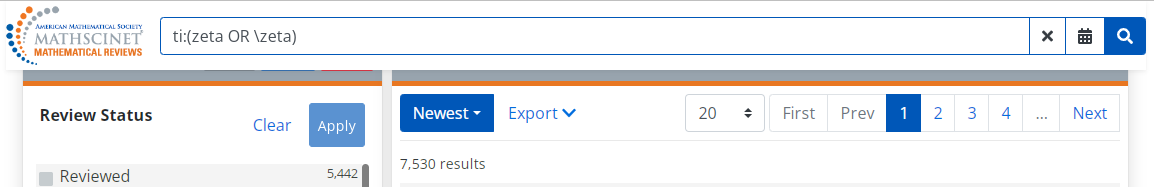 AMERICAN MATHEMATICAL SOCIETY
MATHSCINET
MATHEMATICAL REVIEWS
ti:(zeta OR \zeta)
Review Status
Clear
Apply
Newest
Export
20
First
Prev
1
2
3
4
...
Next
7,530 results
Reviewed
5,442